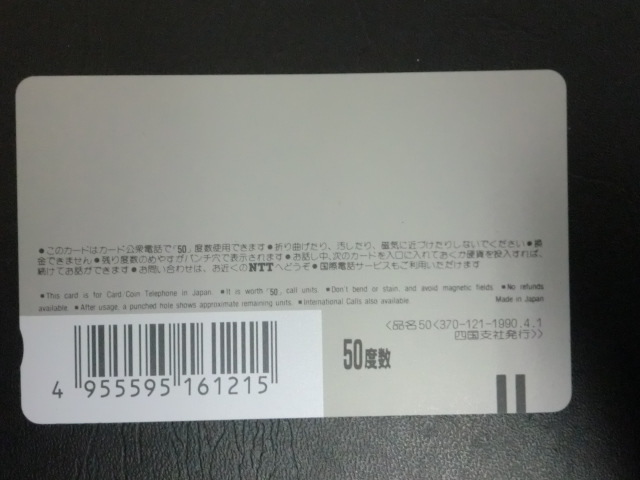 ●このカードはカード公衆電話で「50」度数使用できます●折り曲げたり、汚したり、磁気に近づけたりしないでください●換
金できません●残り度数のめやすがパンチ穴で表示されます●お話し中、次のカードを入口に入れておくか硬貨を投入すれば、
続けてお話ができます●お問い合わせは、お近くのNTTへどうぞ●国際電話サービスもご利用いただけます
●This card is for Card/Coin Telephone in Japan. ●It is worth「50」call units. ●Don't bend or stain, and avoid magnetic fields. ●No refunds
available. ●After usage, a punched hole shows approximate remaining units. ●International Calls also available. Made in Japan
〈品名50〈370-121-1990.4.1
四国支社発行〉〉
50度数
4 955595 161215